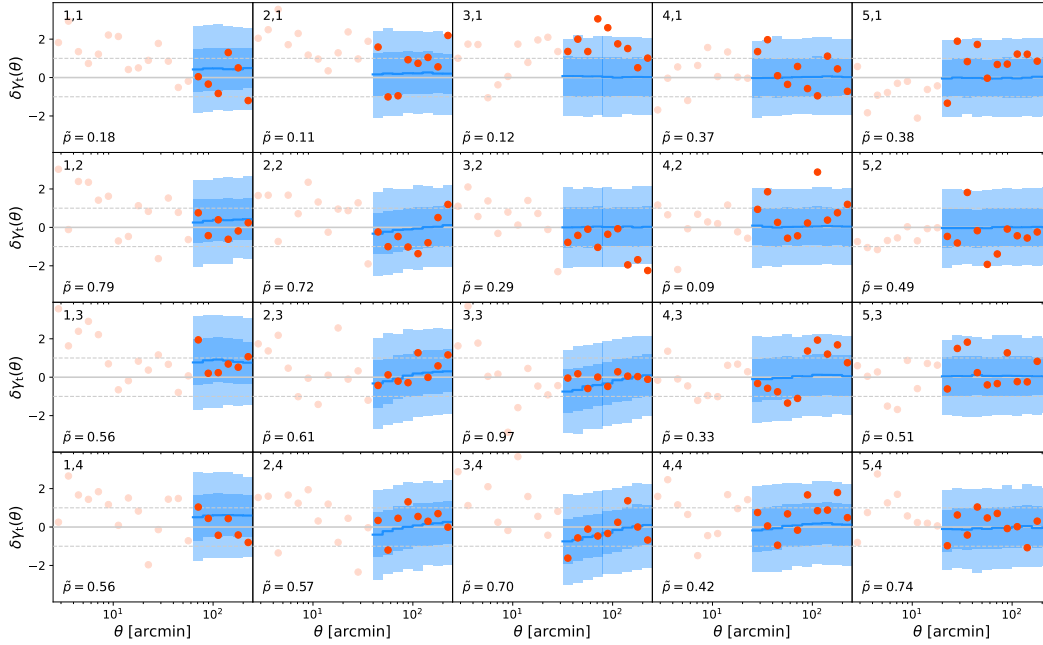 1,1 2,1 3,1 4,1 5,1
δγₜ(θ)
2
0
−2
p̃ = 0.18 p̃ = 0.11 p̃ = 0.12 p̃ = 0.37 p̃ = 0.38
1,2 2,2 3,2 4,2 5,2
δγₜ(θ)
2
0
−2
p̃ = 0.79 p̃ = 0.72 p̃ = 0.29 p̃ = 0.09 p̃ = 0.49
1,3 2,3 3,3 4,3 5,3
δγₜ(θ)
2
0
−2
p̃ = 0.56 p̃ = 0.61 p̃ = 0.97 p̃ = 0.33 p̃ = 0.51
1,4 2,4 3,4 4,4 5,4
δγₜ(θ)
2
0
−2
p̃ = 0.56 p̃ = 0.57 p̃ = 0.70 p̃ = 0.42 p̃ = 0.74
10¹ 10² 10¹ 10² 10¹ 10² 10¹ 10² 10¹ 10²
θ [arcmin] θ [arcmin] θ [arcmin] θ [arcmin] θ [arcmin]